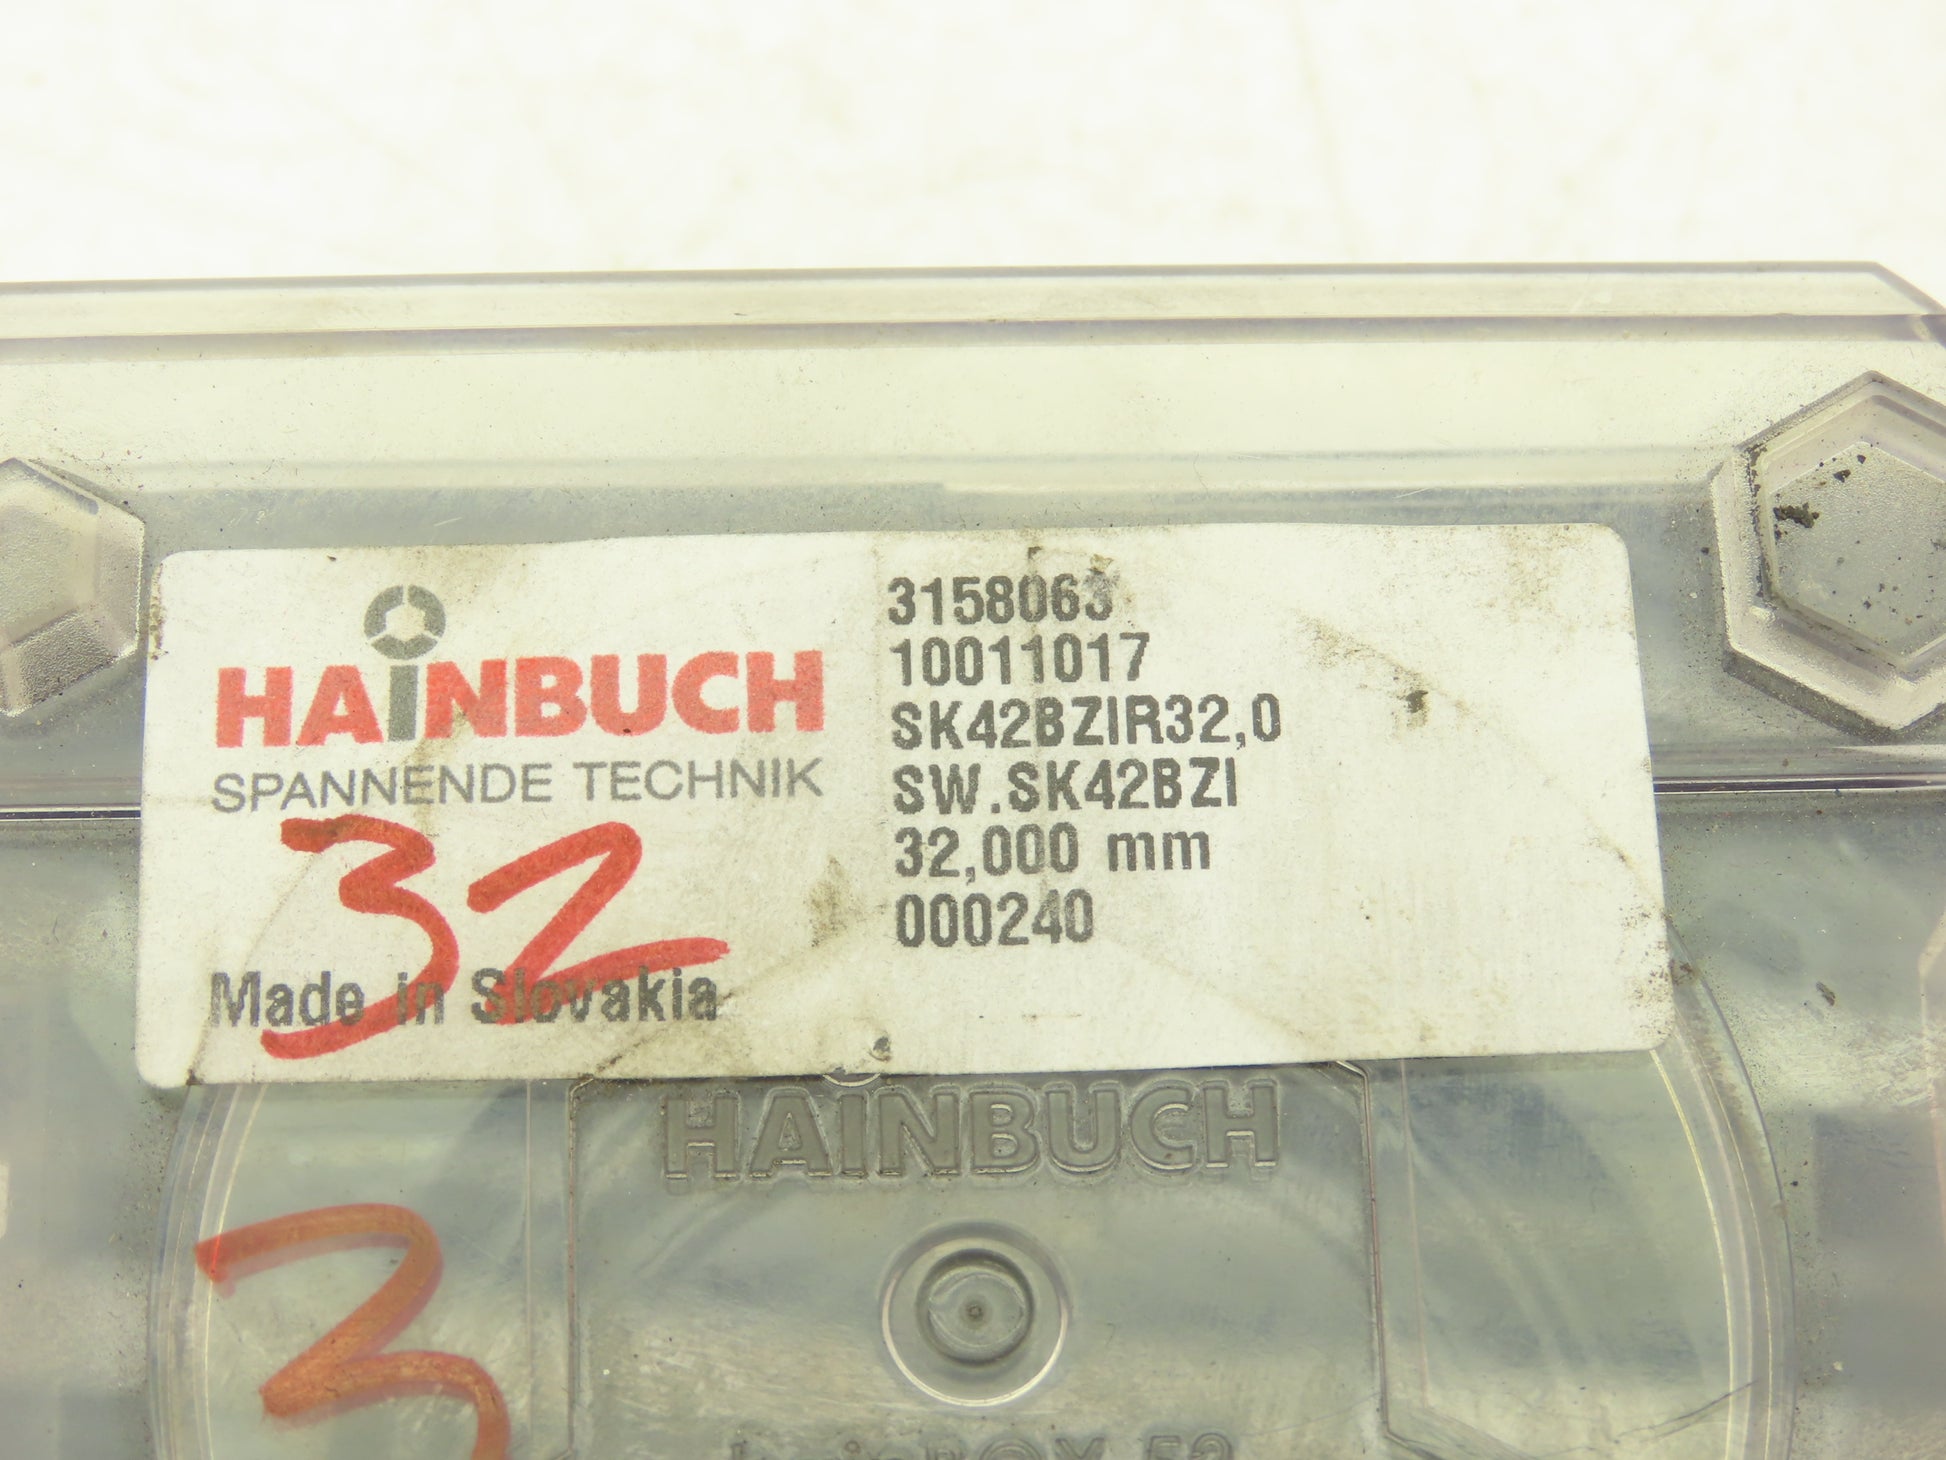 HAINBUCH
SPANNENDE TECHNIK
32
Made in Slovakia
3158063
10011017
SK42BZIR32,0
SW.SK42BZI
32,000 mm
000240
HAINBUCH
3